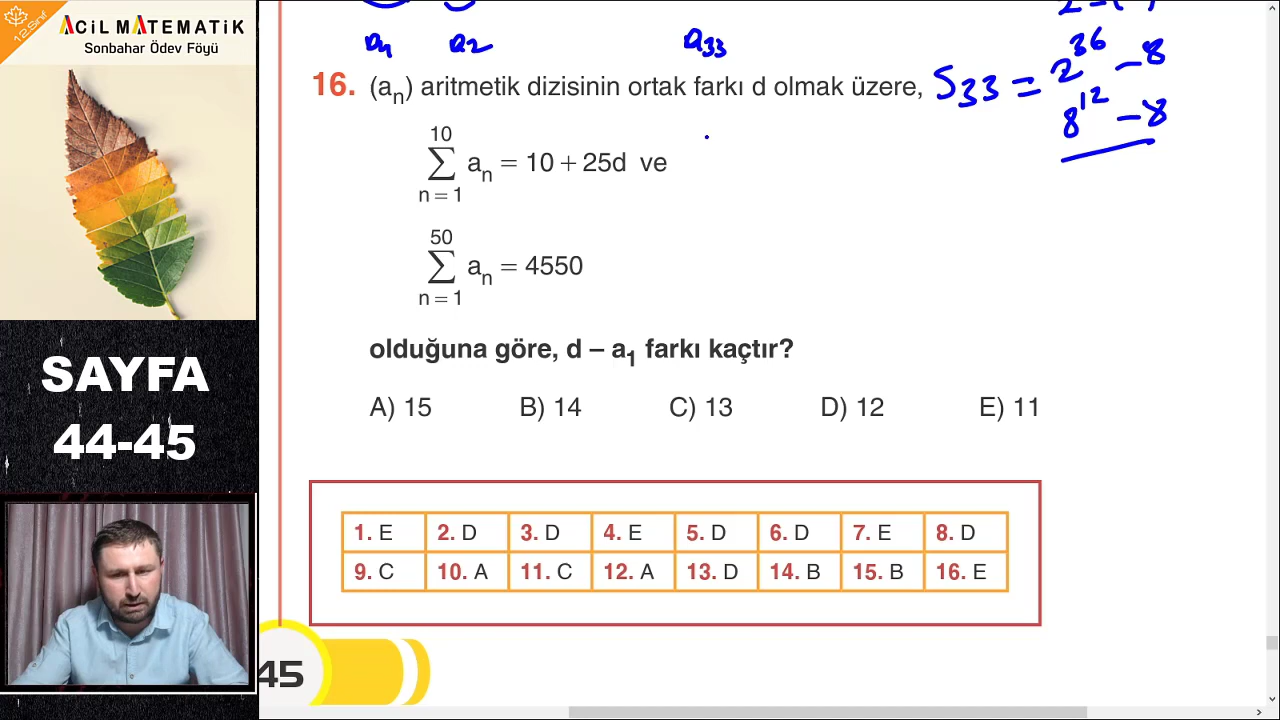 12.Sınıf
ACiL MATEMATiK
Sonbahar Ödev Föyü
a1 a2 a33
16. (an) aritmetik dizisinin ortak farkı d olmak üzere,
S33 = 2^36 - 8
8^12 - 8
10
∑ an = 10 + 25d ve
n = 1
50
∑ an = 4550
n = 1
olduğuna göre, d – a1 farkı kaçtır?
A) 15 B) 14 C) 13 D) 12 E) 11
SAYFA
44-45
1. E 2. D 3. D 4. E 5. D 6. D 7. E 8. D
9. C 10. A 11. C 12. A 13. D 14. B 15. B 16. E
45